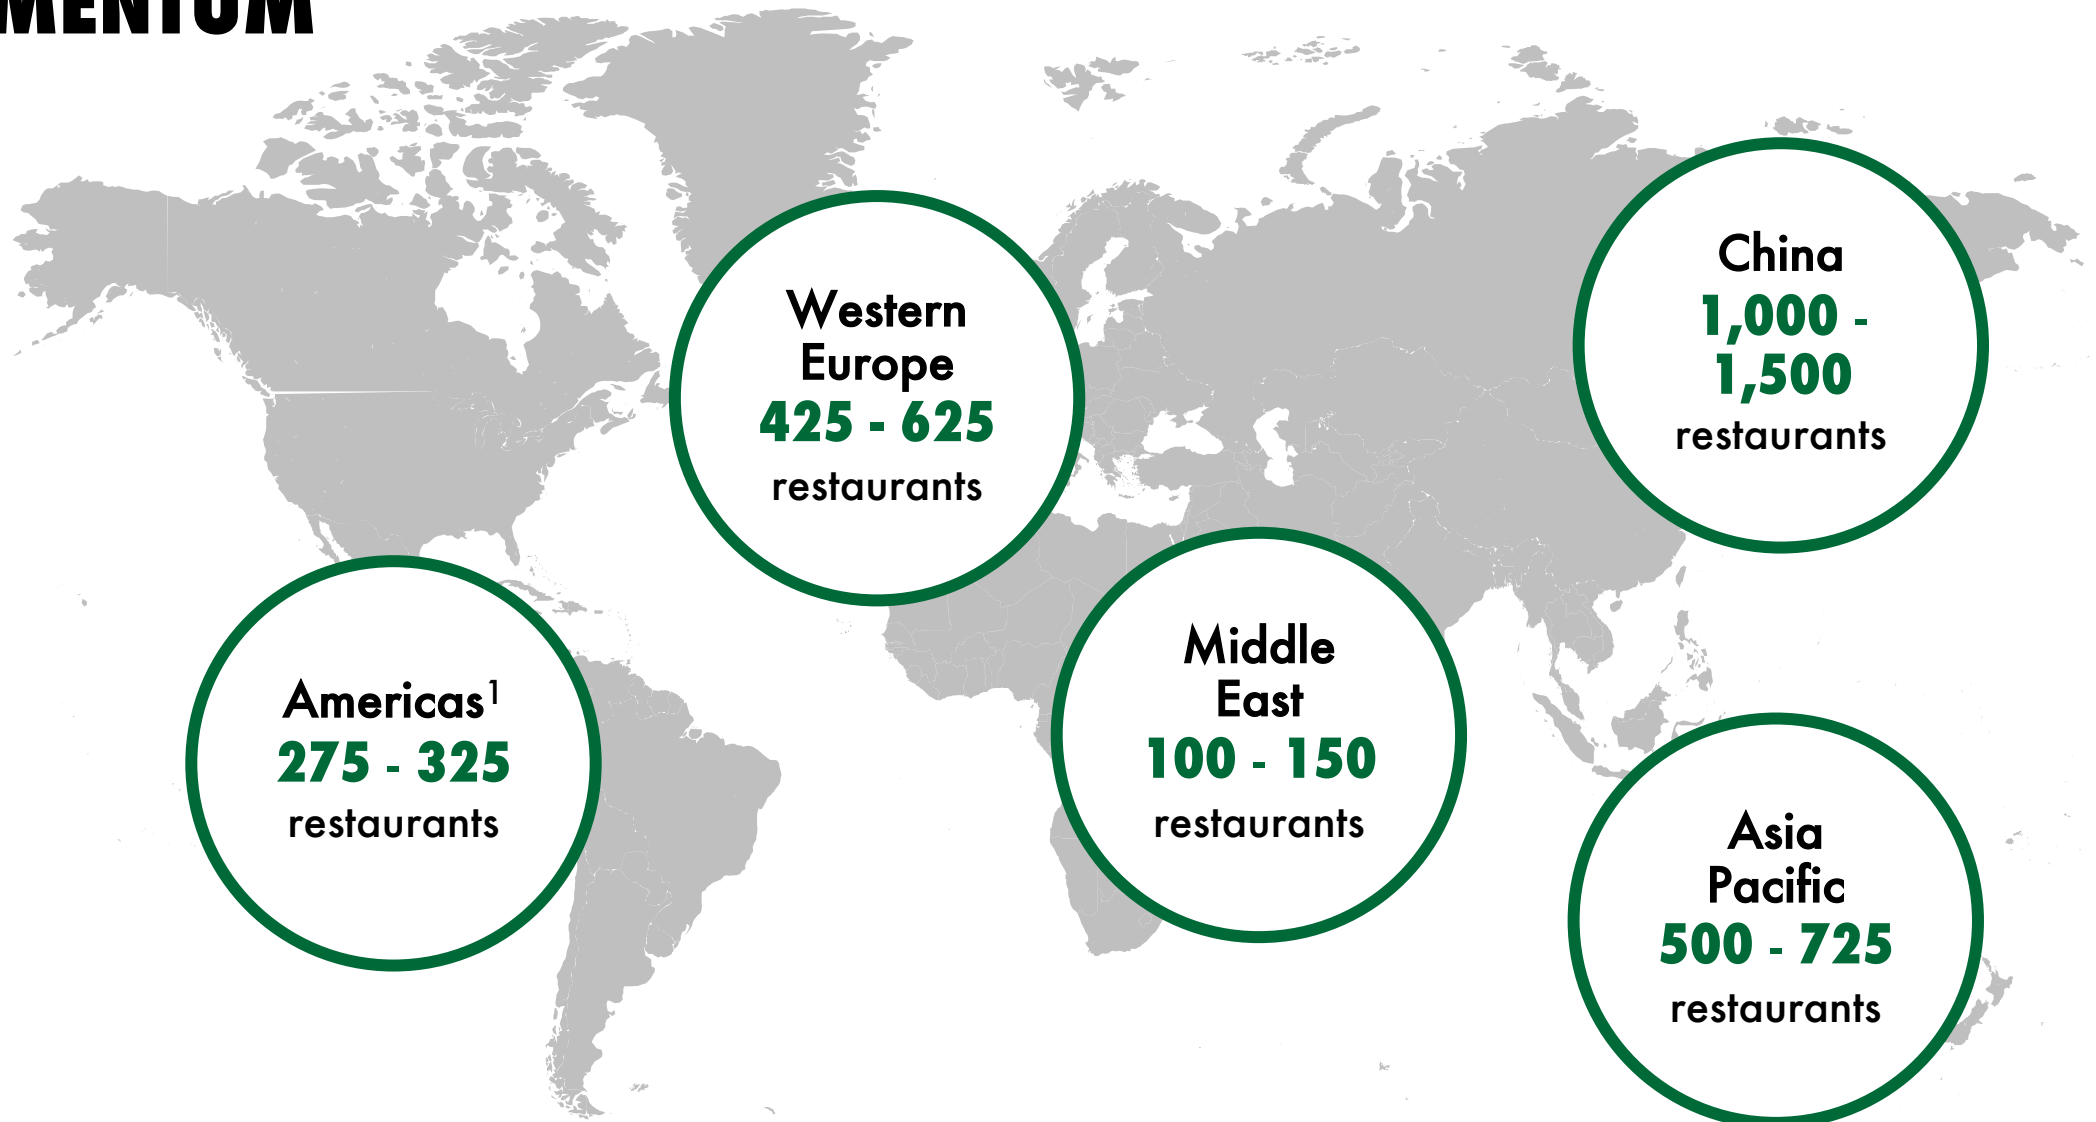 Western
Europe
425 - 625
restaurants
China
1,000 -
1,500
restaurants
Americas¹
275 - 325
restaurants
Middle
East
100 - 150
restaurants
Asia
Pacific
500 - 725
restaurants